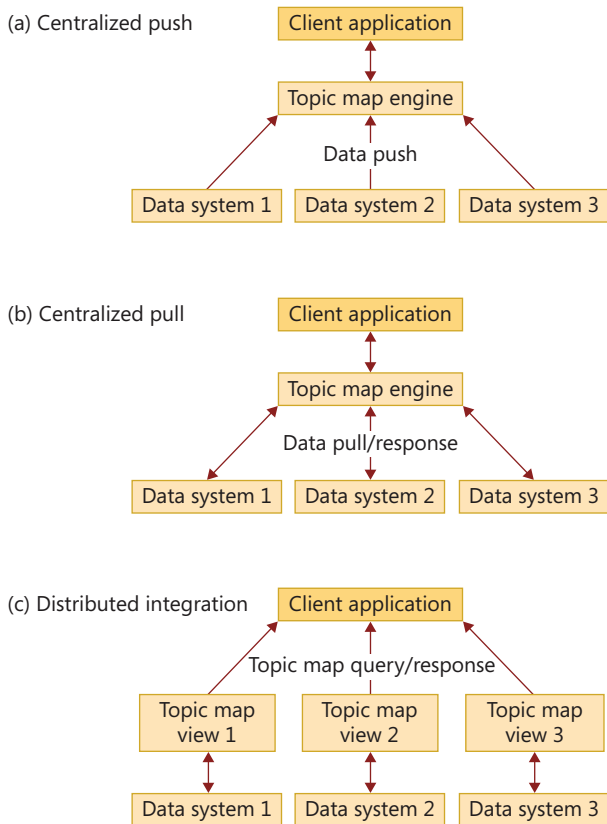 (a) Centralized push
Client application
Topic map engine
Data push
Data system 1
Data system 2
Data system 3
(b) Centralized pull
Client application
Topic map engine
Data pull/response
Data system 1
Data system 2
Data system 3
(c) Distributed integration
Client application
Topic map query/response
Topic map
view 1
Topic map
view 2
Topic map
view 3
Data system 1
Data system 2
Data system 3